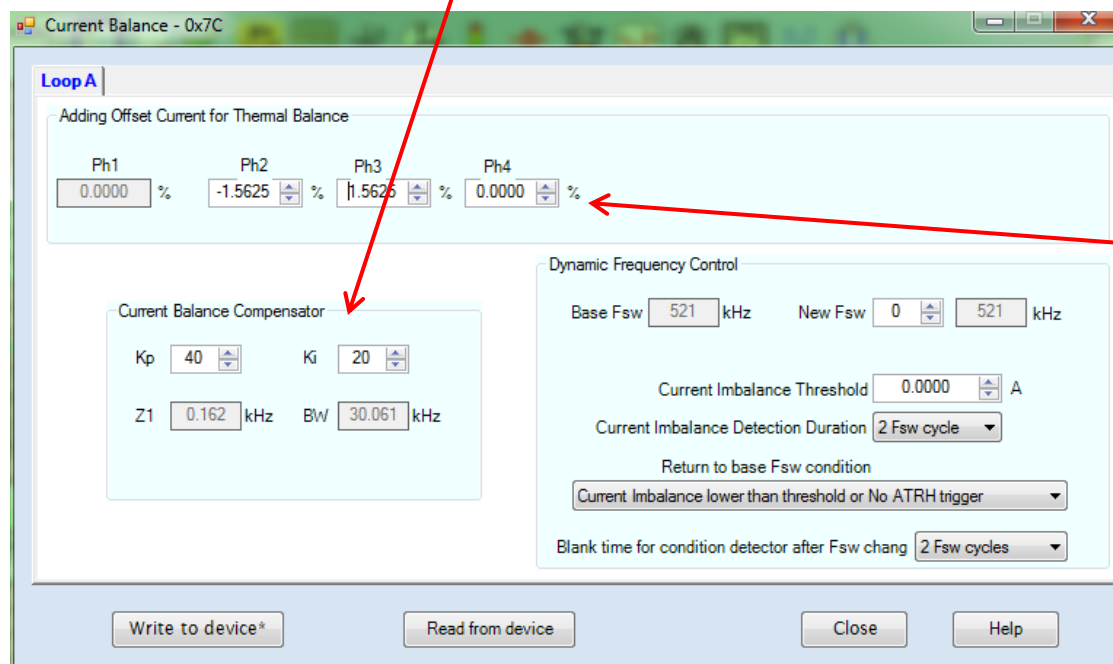 Current Balance - 0x7C
Loop A
Adding Offset Current for Thermal Balance
Ph1 Ph2 Ph3 Ph4
0.0000 % -1.5625 % 1.5625 % 0.0000 %
Dynamic Frequency Control
Base Fsw 521 kHz New Fsw 0 521 kHz
Current Balance Compensator
Kp 40 Ki 20
Z1 0.162 kHz BW 30.061 kHz
Current Imbalance Threshold 0.0000 A
Current Imbalance Detection Duration 2 Fsw cycle
Return to base Fsw condition
Current Imbalance lower than threshold or No ATRH trigger
Blank time for condition detector after Fsw chang 2 Fsw cycles
Write to device* Read from device Close Help